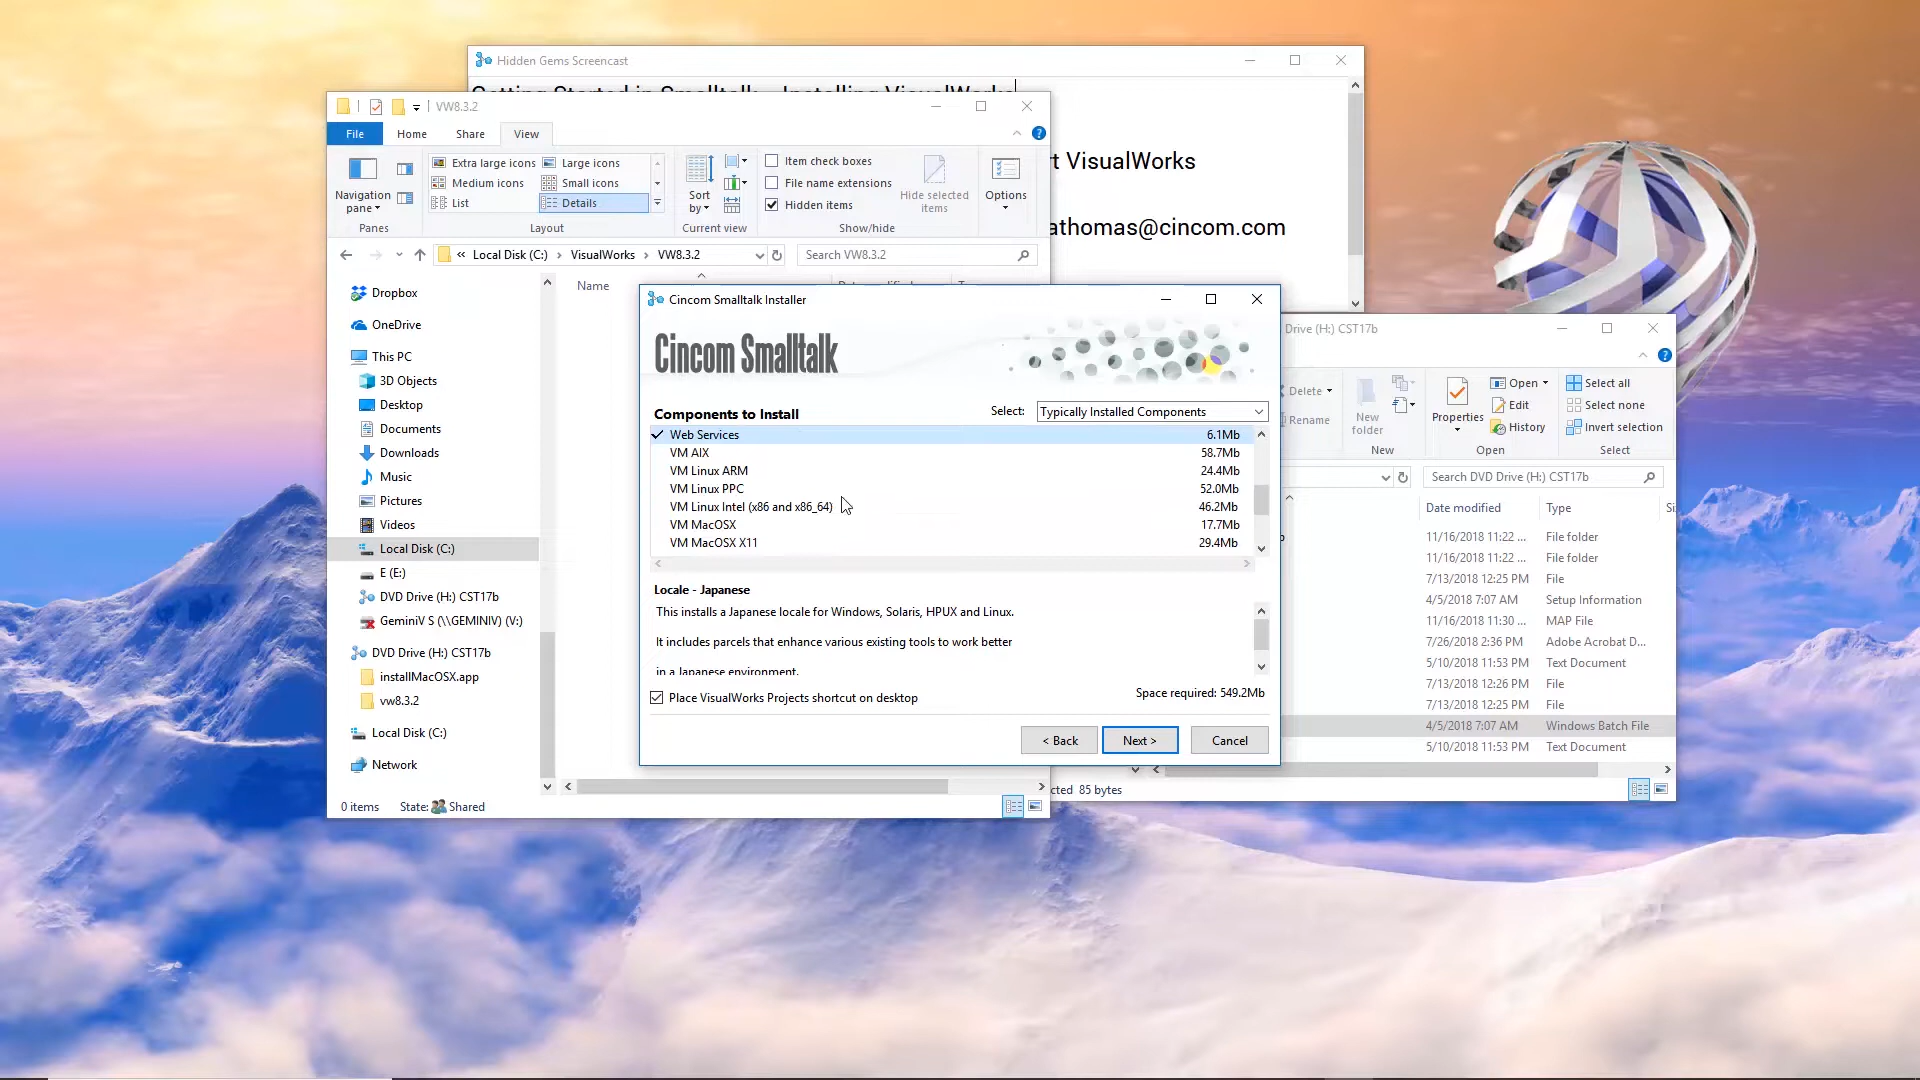 Hidden Gems Screencast
Getting Started in Smalltalk - Installing VisualWorks
rt VisualWorks
athomas@cincom.com
VW8.3.2
File
Home
Share
View
Navigation pane
Panes
Extra large icons
Large icons
Medium icons
Small icons
List
Details
Layout
Sort by
Current view
Item check boxes
File name extensions
Hidden items
Hide selected items
Show/hide
Options
« Local Disk (C:) › VisualWorks › VW8.3.2
Search VW8.3.2
Name
Dropbox
OneDrive
This PC
3D Objects
Desktop
Documents
Downloads
Music
Pictures
Videos
Local Disk (C:)
E (E:)
DVD Drive (H:) CST17b
GeminiV S (\\GEMINIV) (V:)
DVD Drive (H:) CST17b
installMacOSX.app
vw8.3.2
Local Disk (C:)
Network
0 items
State:
Shared
Cincom Smalltalk Installer
Cincom Smalltalk
Components to Install
Select:
Typically Installed Components
Web Services 6.1Mb
VM AIX 58.7Mb
VM Linux ARM 24.4Mb
VM Linux PPC 52.0Mb
VM Linux Intel (x86 and x86_64) 46.2Mb
VM MacOSX 17.7Mb
VM MacOSX X11 29.4Mb
Locale - Japanese
This installs a Japanese locale for Windows, Solaris, HPUX and Linux.
It includes parcels that enhance various existing tools to work better
in a Japanese environment.
Place VisualWorks Projects shortcut on desktop
Space required: 549.2Mb
< Back
Next >
Cancel
Drive (H:) CST17b
Delete
Rename
New folder
New
Properties
Open
Edit
History
Open
Select all
Select none
Invert selection
Select
Search DVD Drive (H:) CST17b
Date modified
Type
Si
11/16/2018 11:22 ... File folder
11/16/2018 11:22 ... File folder
7/13/2018 12:25 PM File
4/5/2018 7:07 AM Setup Information
11/16/2018 11:30 ... MAP File
7/26/2018 2:36 PM Adobe Acrobat D...
5/10/2018 11:53 PM Text Document
7/13/2018 12:26 PM File
7/13/2018 12:25 PM File
4/5/2018 7:07 AM Windows Batch File
5/10/2018 11:53 PM Text Document
cted 85 bytes